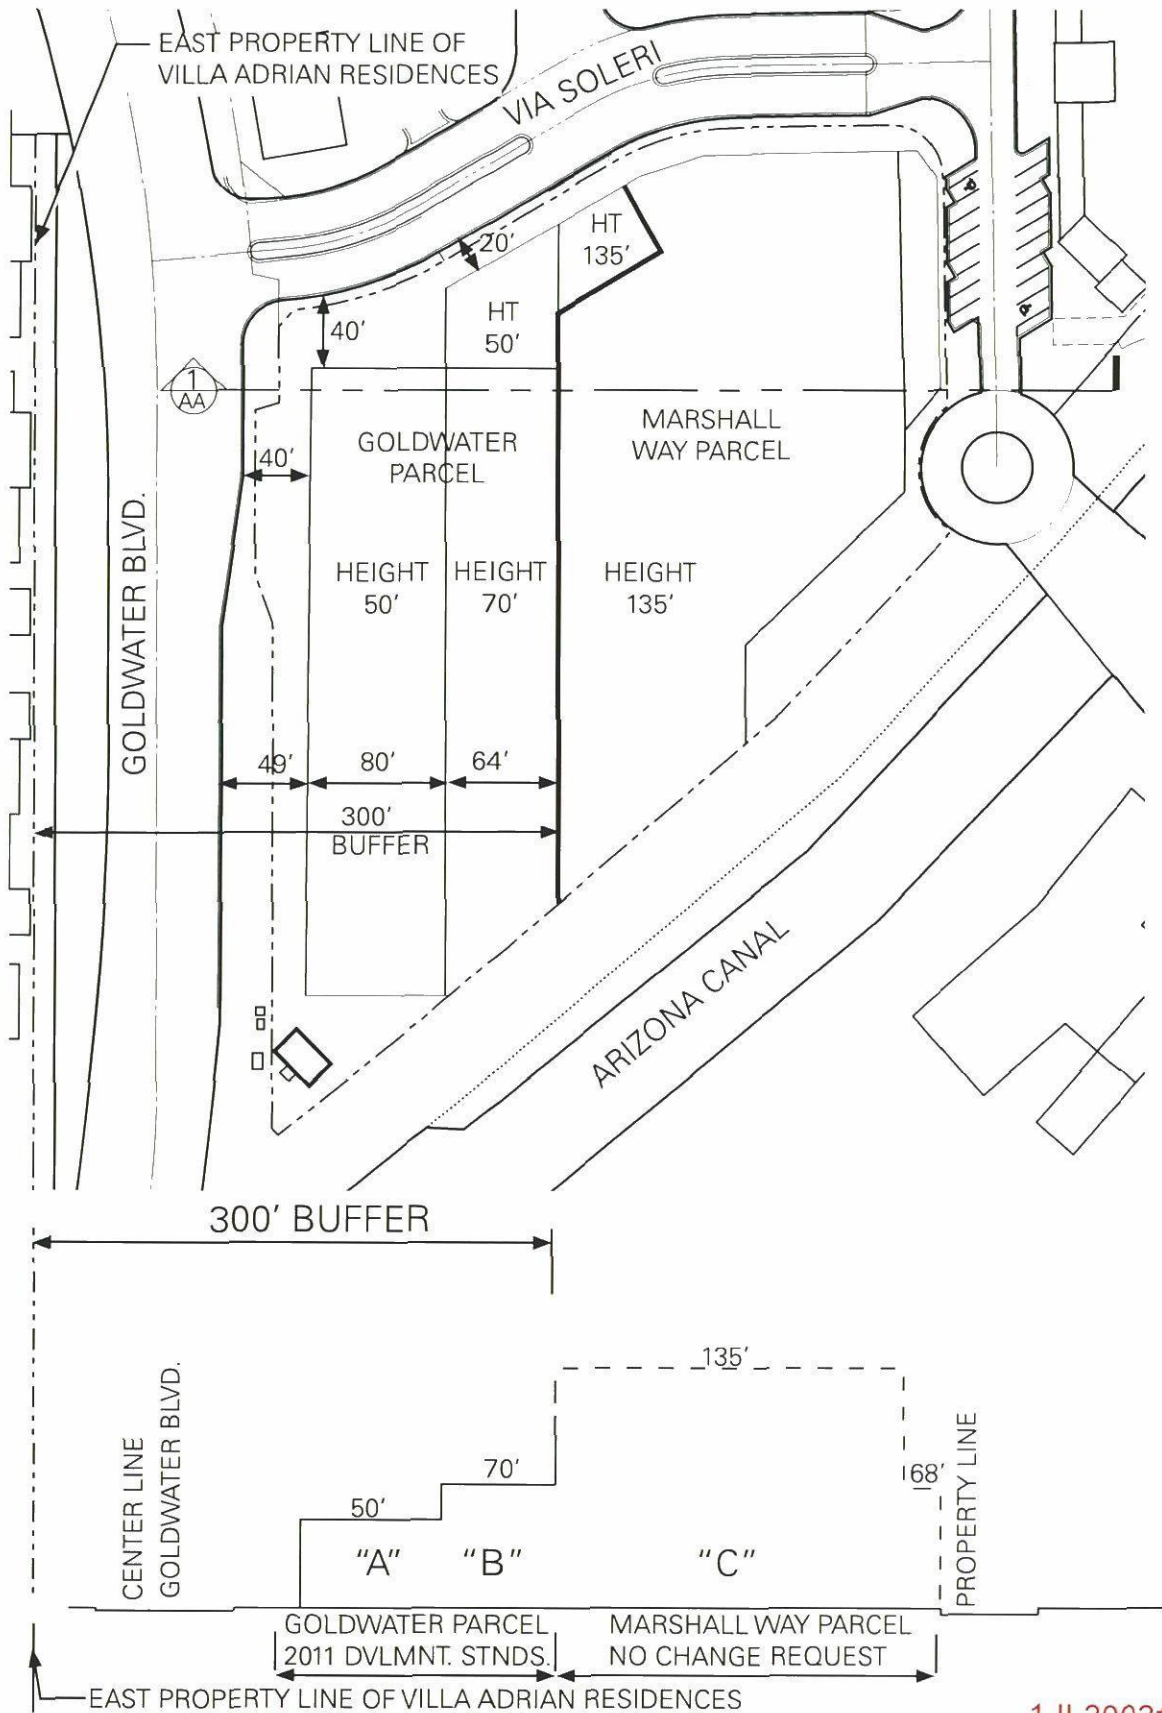 EAST PROPERTY LINE OF
VILLA ADRIAN RESIDENCES
VIA SOLERI
HT
135'
20'
HT
50'
40'
1
AA
MARSHALL
WAY PARCEL
GOLDWATER
PARCEL
40'
GOLDWATER BLVD.
HEIGHT
50'
HEIGHT
70'
HEIGHT
135'
49'
80'
64'
300'
BUFFER
ARIZONA CANAL
300' BUFFER
135'
CENTER LINE
GOLDWATER BLVD.
70'
68'
50'
PROPERTY LINE
"A"
"B"
"C"
GOLDWATER PARCEL
2011 DVLMNT. STNDS.
MARSHALL WAY PARCEL
NO CHANGE REQUEST
EAST PROPERTY LINE OF VILLA ADRIAN RESIDENCES